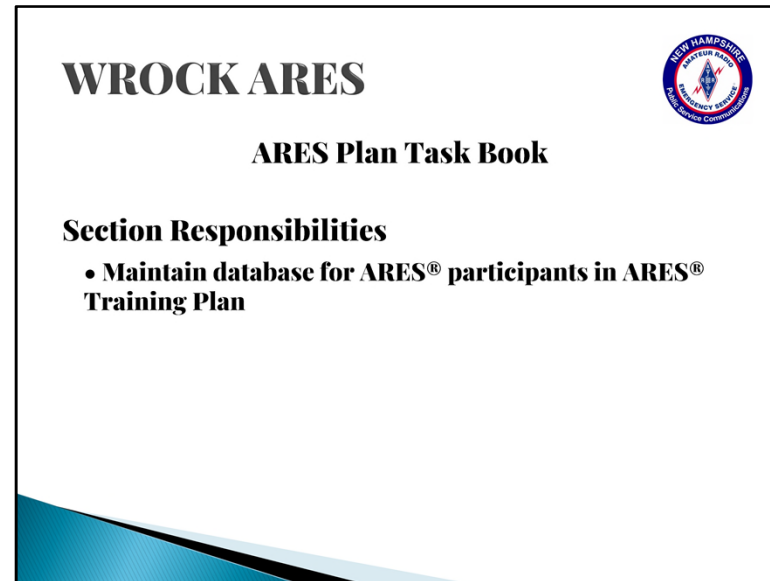 WROCK ARES
NEW HAMPSHIRE
AMATEUR RADIO
EMERGENCY SERVICE
Public Service Communications
ARES Plan Task Book
Section Responsibilities
• Maintain database for ARES® participants in ARES®
Training Plan